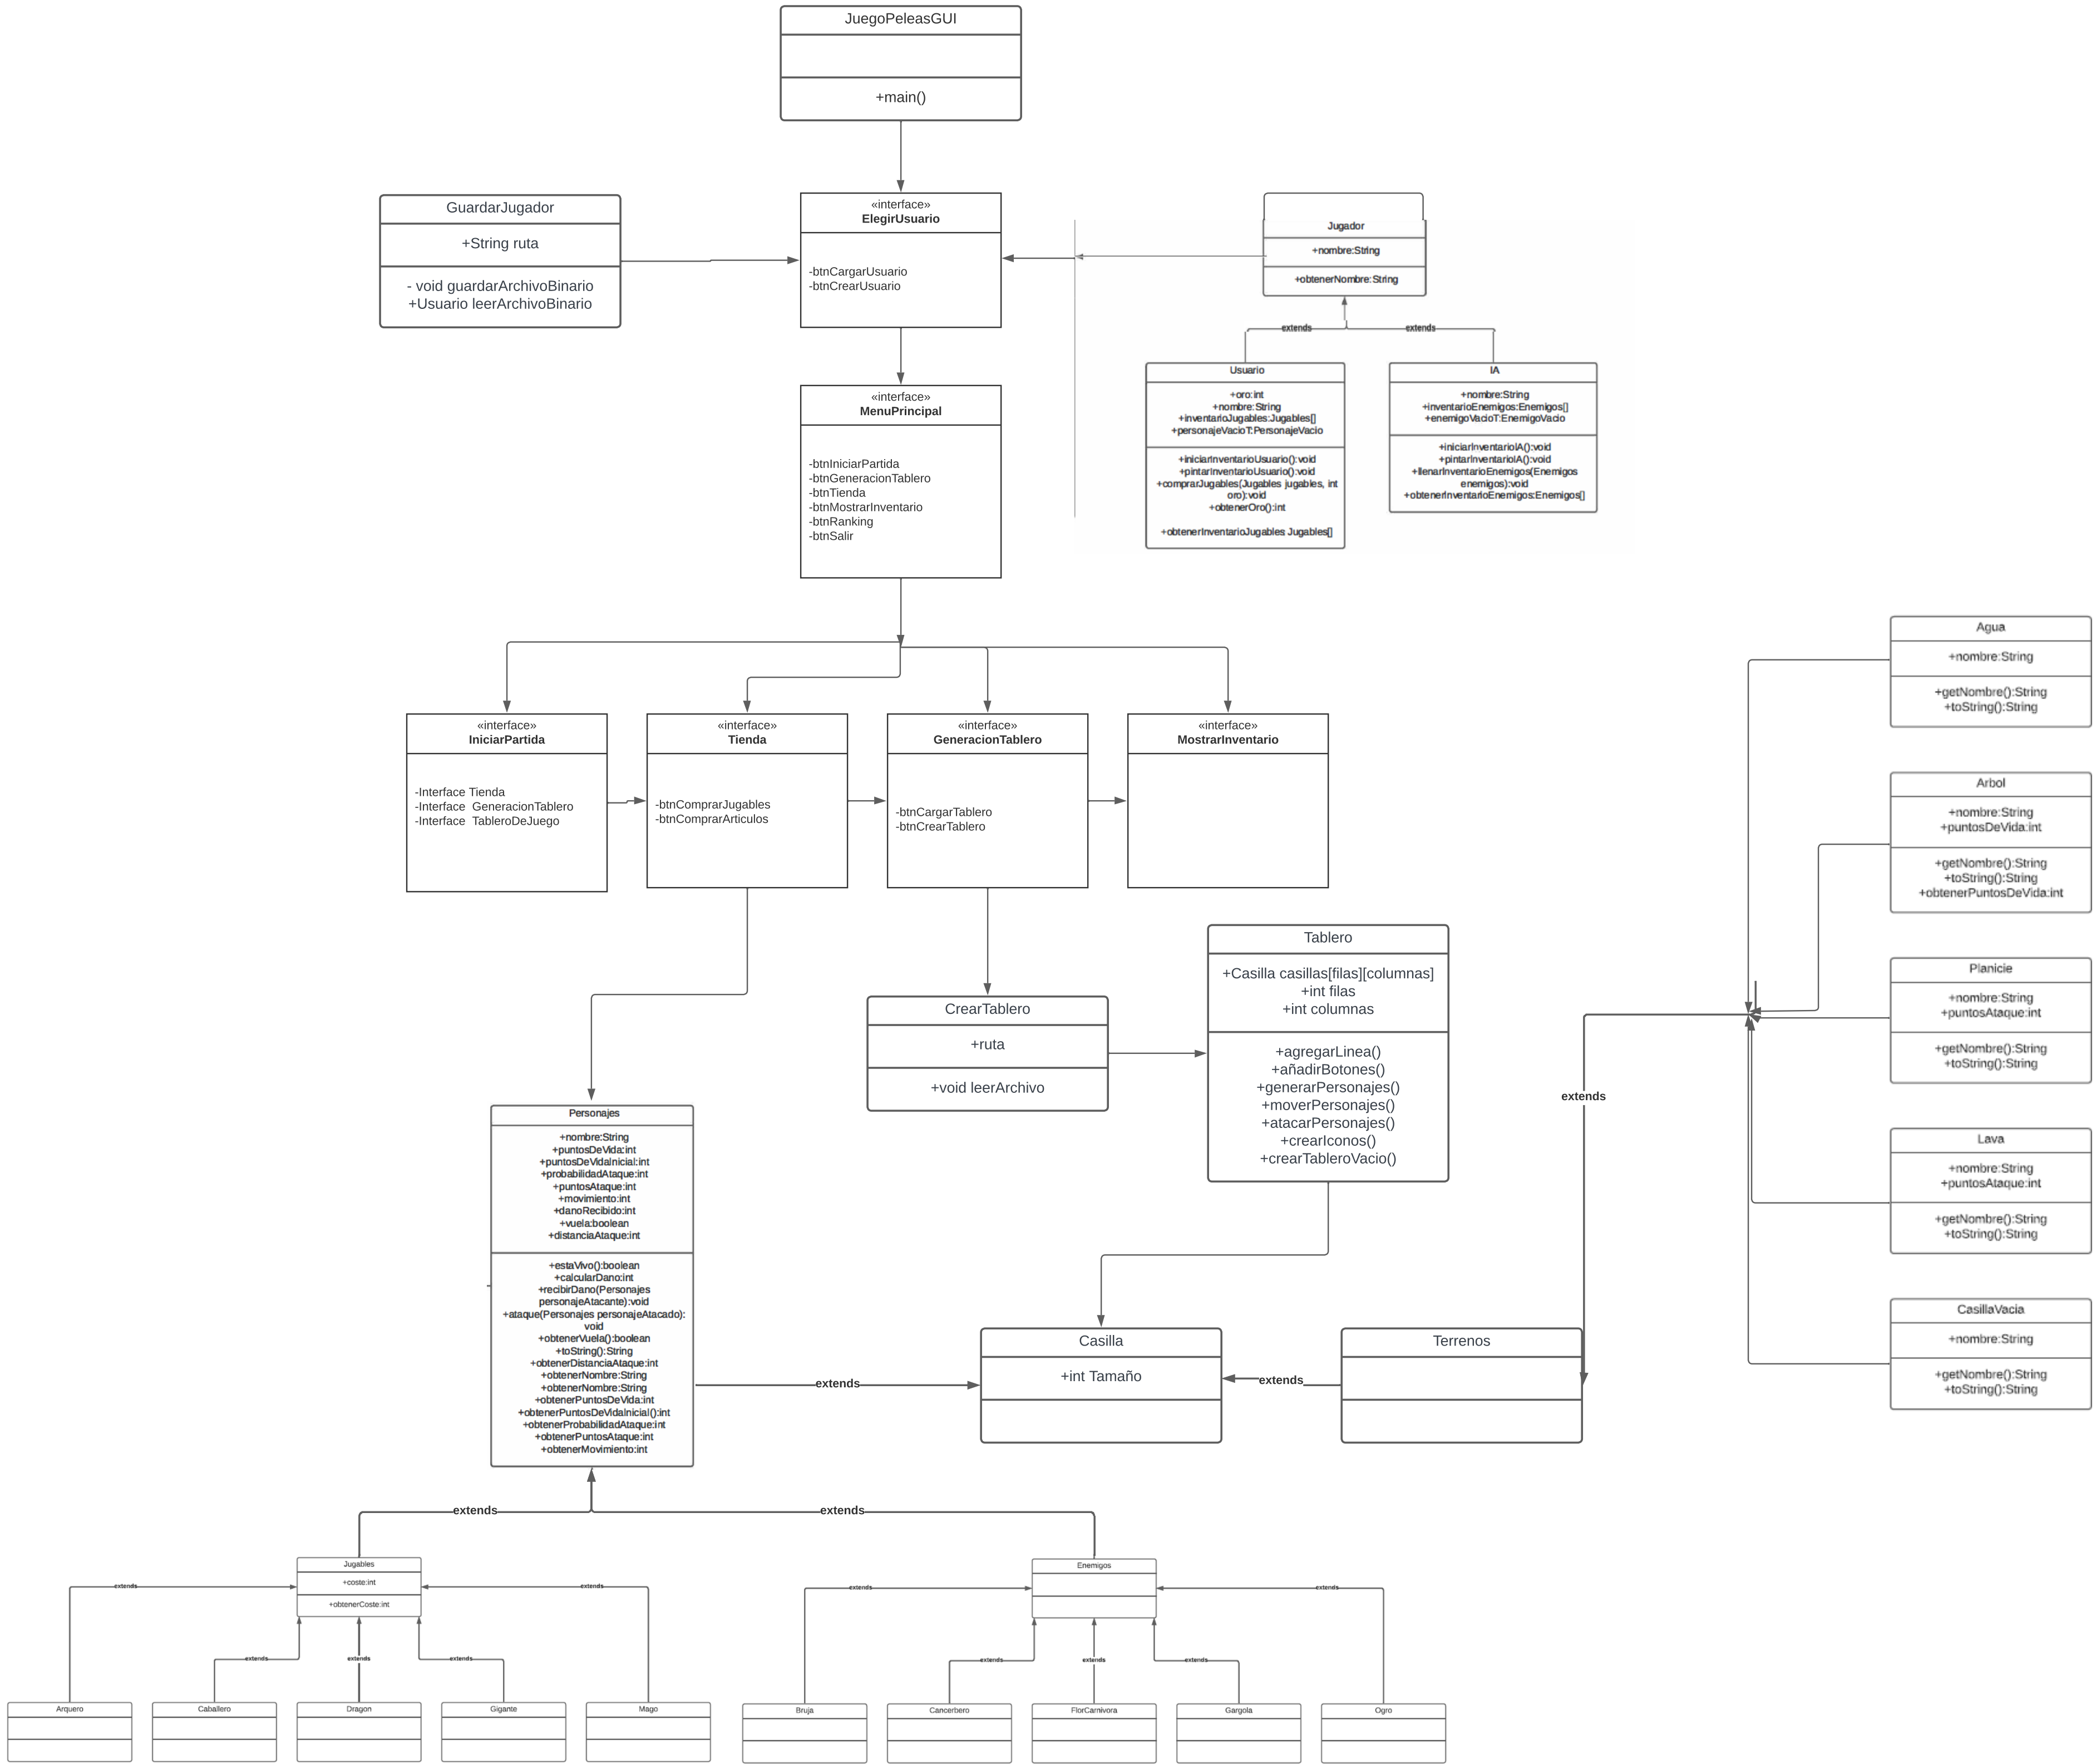 JuegoPeleasGUI
+main()
GuardarJugador
+String ruta
- void guardarArchivoBinario
+Usuario leerArchivoBinario
«interface»
ElegirUsuario
-btnCargarUsuario
-btnCrearUsuario
Jugador
+nombre:String
+obtenerNombre:String
extends
extends
Usuario
+oro:int
+nombre:String
+inventarioJugables:Jugables[]
+personajeVacioT:PersonajeVacio
+iniciarInventarioUsuario():void
+pintarInventarioUsuario():void
+comprarJugables(Jugables jugables, int
oro):void
+obtenerOro():int
+obtenerInventarioJugables:Jugables[]
IA
+nombre:String
+inventarioEnemigos:Enemigos[]
+enemigoVacioT:EnemigoVacio
+iniciarInventarioIA():void
+pintarInventarioIA():void
+llenarInventarioEnemigos(Enemigos
enemigos):void
+obtenerInventarioEnemigos:Enemigos[]
«interface»
MenuPrincipal
-btnIniciarPartida
-btnGeneracionTablero
-btnTienda
-btnMostrarInventario
-btnRanking
-btnSalir
«interface»
IniciarPartida
-Interface Tienda
-Interface  GeneracionTablero
-Interface  TableroDeJuego
«interface»
Tienda
-btnComprarJugables
-btnComprarArticulos
«interface»
GeneracionTablero
-btnCargarTablero
-btnCrearTablero
«interface»
MostrarInventario
Agua
+nombre:String
+getNombre():String
+toString():String
Arbol
+nombre:String
+puntosDeVida:int
+getNombre():String
+toString():String
+obtenerPuntosDeVida:int
Planicie
+nombre:String
+puntosAtaque:int
+getNombre():String
+toString():String
Lava
+nombre:String
+puntosAtaque:int
+getNombre():String
+toString():String
CasillaVacia
+nombre:String
+getNombre():String
+toString():String
extends
Tablero
+Casilla casillas[filas][columnas]
+int filas
+int columnas
+agregarLinea()
+añadirBotones()
+generarPersonajes()
+moverPersonajes()
+atacarPersonajes()
+crearIconos()
+crearTableroVacio()
CrearTablero
+ruta
+void leerArchivo
Personajes
+nombre:String
+puntosDeVida:int
+puntosDeVidaInicial:int
+probabilidadAtaque:int
+puntosAtaque:int
+movimiento:int
+danoRecibido:int
+vuela:boolean
+distanciaAtaque:int
+estaVivo():boolean
+calcularDano:int
+recibirDano(Personajes
personajeAtacante):void
+ataque(Personajes personajeAtacado):
void
+obtenerVuela():boolean
+toString():String
+obtenerDistanciaAtaque:int
+obtenerNombre:String
+obtenerNombre:String
+obtenerPuntosDeVida:int
+obtenerPuntosDeVidaInicial():int
+obtenerProbabilidadAtaque:int
+obtenerPuntosAtaque:int
+obtenerMovimiento:int
extends
Casilla
+int Tamaño
extends
Terrenos
extends
extends
Jugables
+coste:int
+obtenerCoste:int
extends
extends
extends
extends
extends
Enemigos
extends
extends
extends
extends
extends
Arquero
Caballero
Dragon
Gigante
Mago
Bruja
Cancerbero
FlorCarnivora
Gargola
Ogro